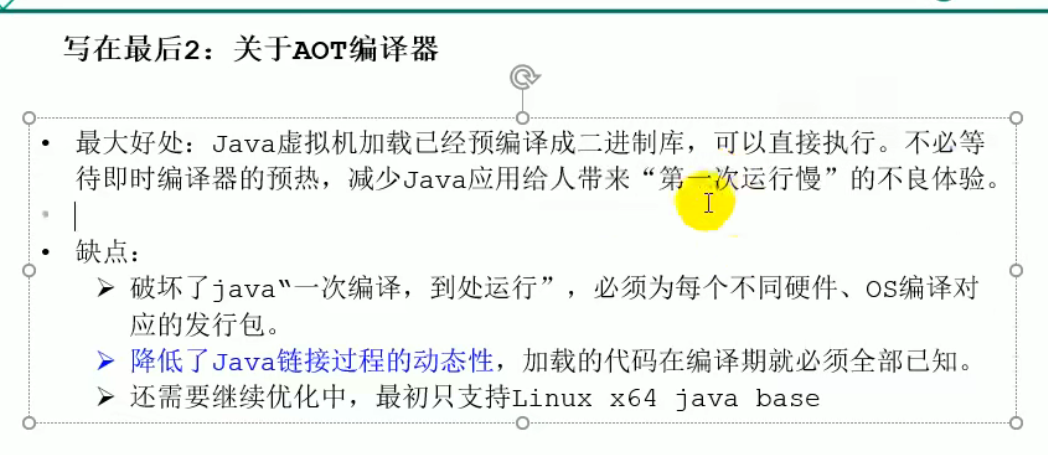 写在最后2：关于AOT编译器
• 最大好处：Java虚拟机加载已经预编译成二进制库，可以直接执行。不必等
待即时编译器的预热，减少Java应用给人带来“第一次运行慢”的不良体验。
• 缺点：
➢ 破坏了java“一次编译，到处运行”，必须为每个不同硬件、OS编译对
应的发行包。
➢ 降低了Java链接过程的动态性，加载的代码在编译期就必须全部已知。
➢ 还需要继续优化中，最初只支持Linux x64 java base